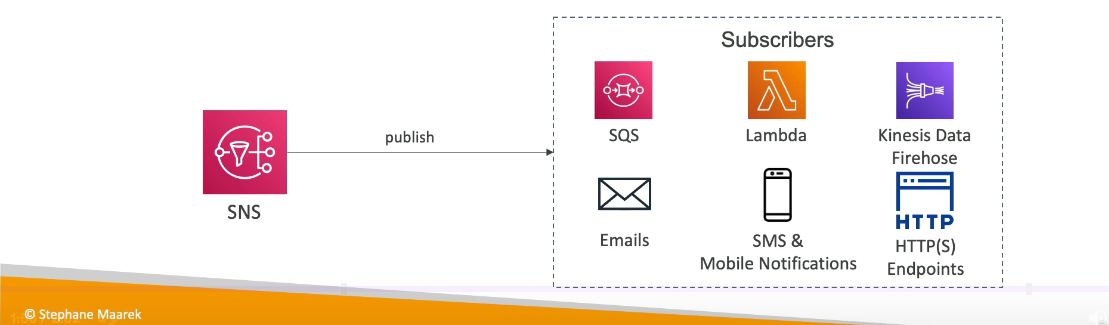 Subscribers
publish
SNS
SQS
Lambda
Kinesis Data
Firehose
Emails
SMS &
Mobile Notifications
HTTP
HTTP(S)
Endpoints
© Stephane Maarek